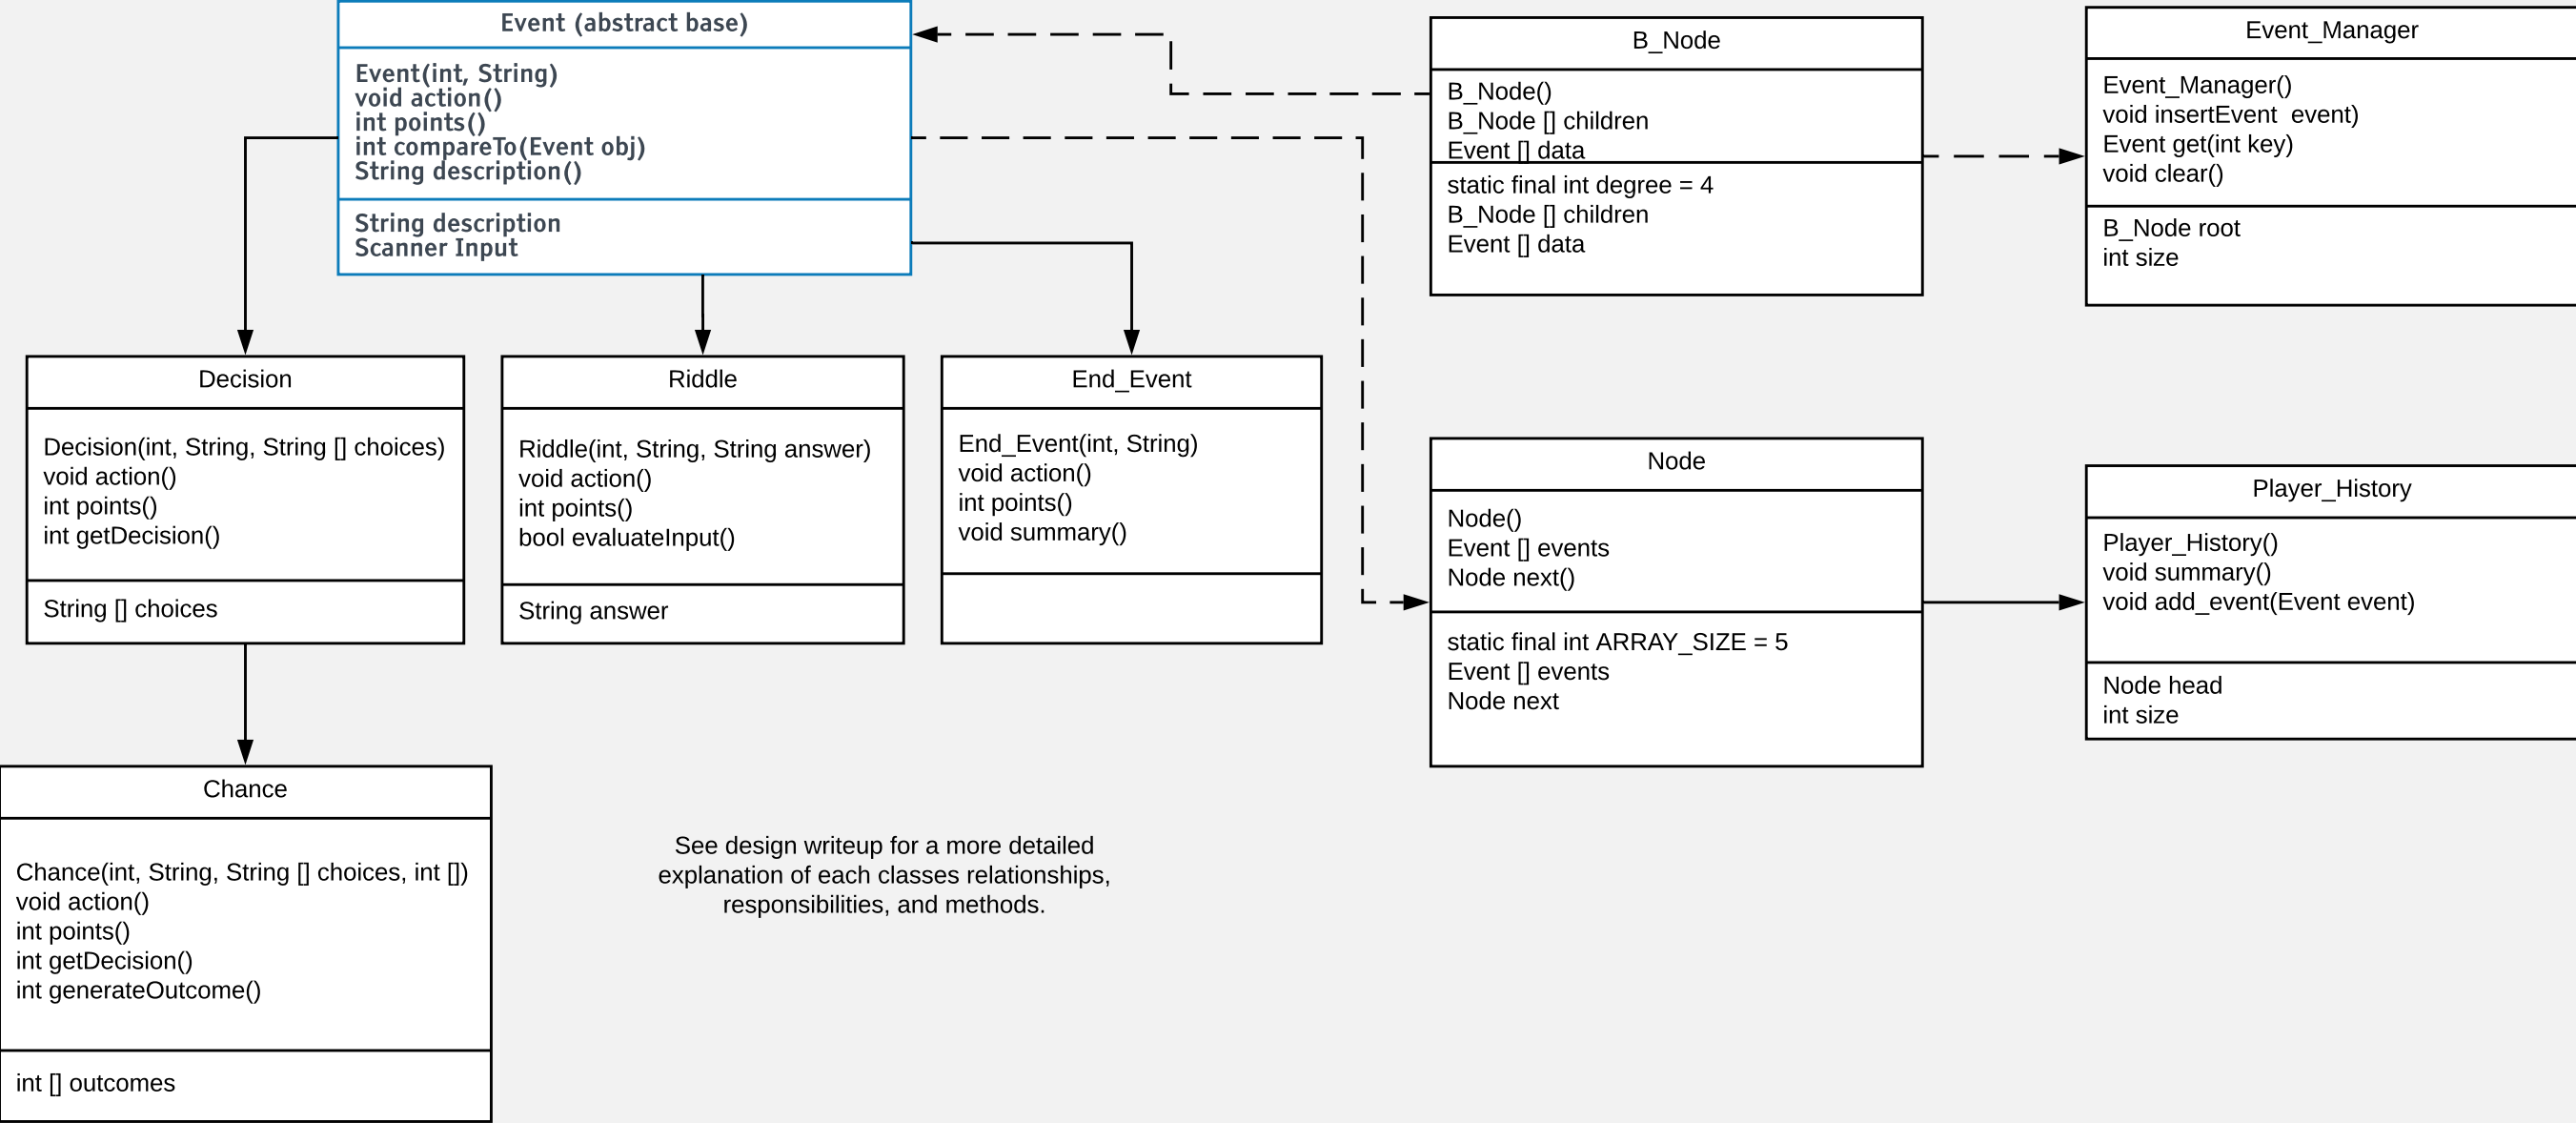 Event (abstract base)
Event(int, String)
void action()
int points()
int compareTo(Event obj)
String description()
String description
Scanner Input
B_Node
B_Node()
B_Node [] children
Event [] data
static final int degree = 4
B_Node [] children
Event [] data
Event_Manager
Event_Manager()
void insertEvent  event)
Event get(int key)
void clear()
B_Node root
int size
Decision
Decision(int, String, String [] choices)
void action()
int points()
int getDecision()
String [] choices
Riddle
Riddle(int, String, String answer)
void action()
int points()
bool evaluateInput()
String answer
End_Event
End_Event(int, String)
void action()
int points()
void summary()
Node
Node()
Event [] events
Node next()
static final int ARRAY_SIZE = 5
Event [] events
Node next
Player_History
Player_History()
void summary()
void add_event(Event event)
Node head
int size
Chance
Chance(int, String, String [] choices, int [])
void action()
int points()
int getDecision()
int generateOutcome()
int [] outcomes
See design writeup for a more detailed
explanation of each classes relationships,
responsibilities, and methods.